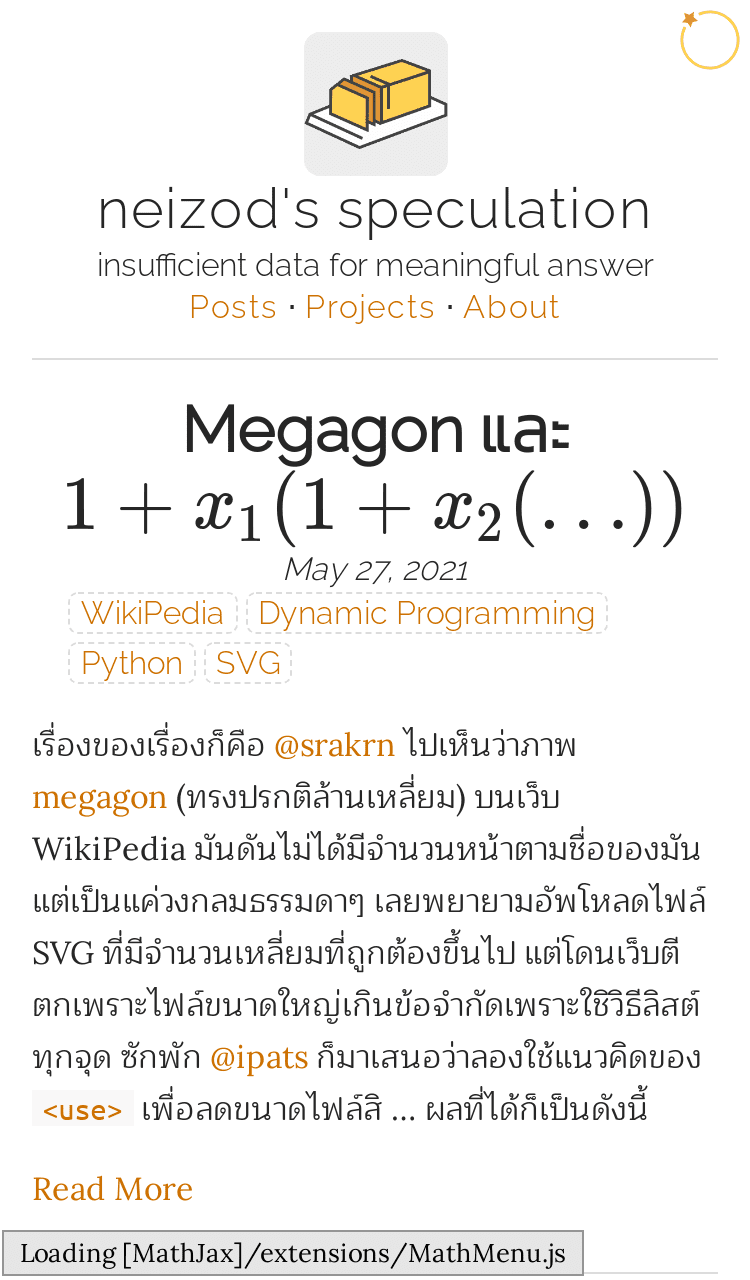 neizod's speculation
insufficient data for meaningful answer
Posts · Projects · About
Megagon และ
1 + x₁(1 + x₂(…))
May 27, 2021
WikiPedia Dynamic Programming
Python SVG
เรื่องของเรื่องก็คือ @srakrn ไปเห็นว่าภาพ
megagon (ทรงปรกติล้านเหลี่ยม) บนเว็บ
WikiPedia มันดันไม่ได้มีจำนวนหน้าตามชื่อของมัน
แต่เป็นแค่วงกลมธรรมดาๆ เลยพยายามอัพโหลดไฟล์
SVG ที่มีจำนวนเหลี่ยมที่ถูกต้องขึ้นไป แต่โดนเว็บตี
ตกเพราะไฟล์ขนาดใหญ่เกินข้อจำกัดเพราะใช้วิธีลิสต์
ทุกจุด ซักพัก @ipats ก็มาเสนอว่าลองใช้แนวคิดของ
<use> เพื่อลดขนาดไฟล์สิ ... ผลที่ได้ก็เป็นดังนี้
Read More
Loading [MathJax]/extensions/MathMenu.js